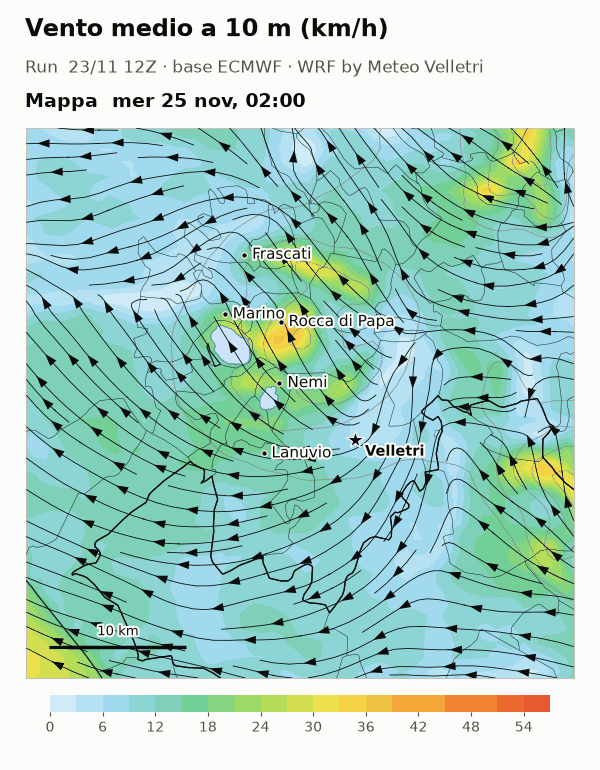 Vento medio a 10 m (km/h)
Run  23/11 12Z · base ECMWF · WRF by Meteo Velletri
Mappa  mer 25 nov, 02:00
Frascati
Marino
Rocca di Papa
Nemi
Velletri
Lanuvio
10 km
0 6 12 18 24 30 36 42 48 54